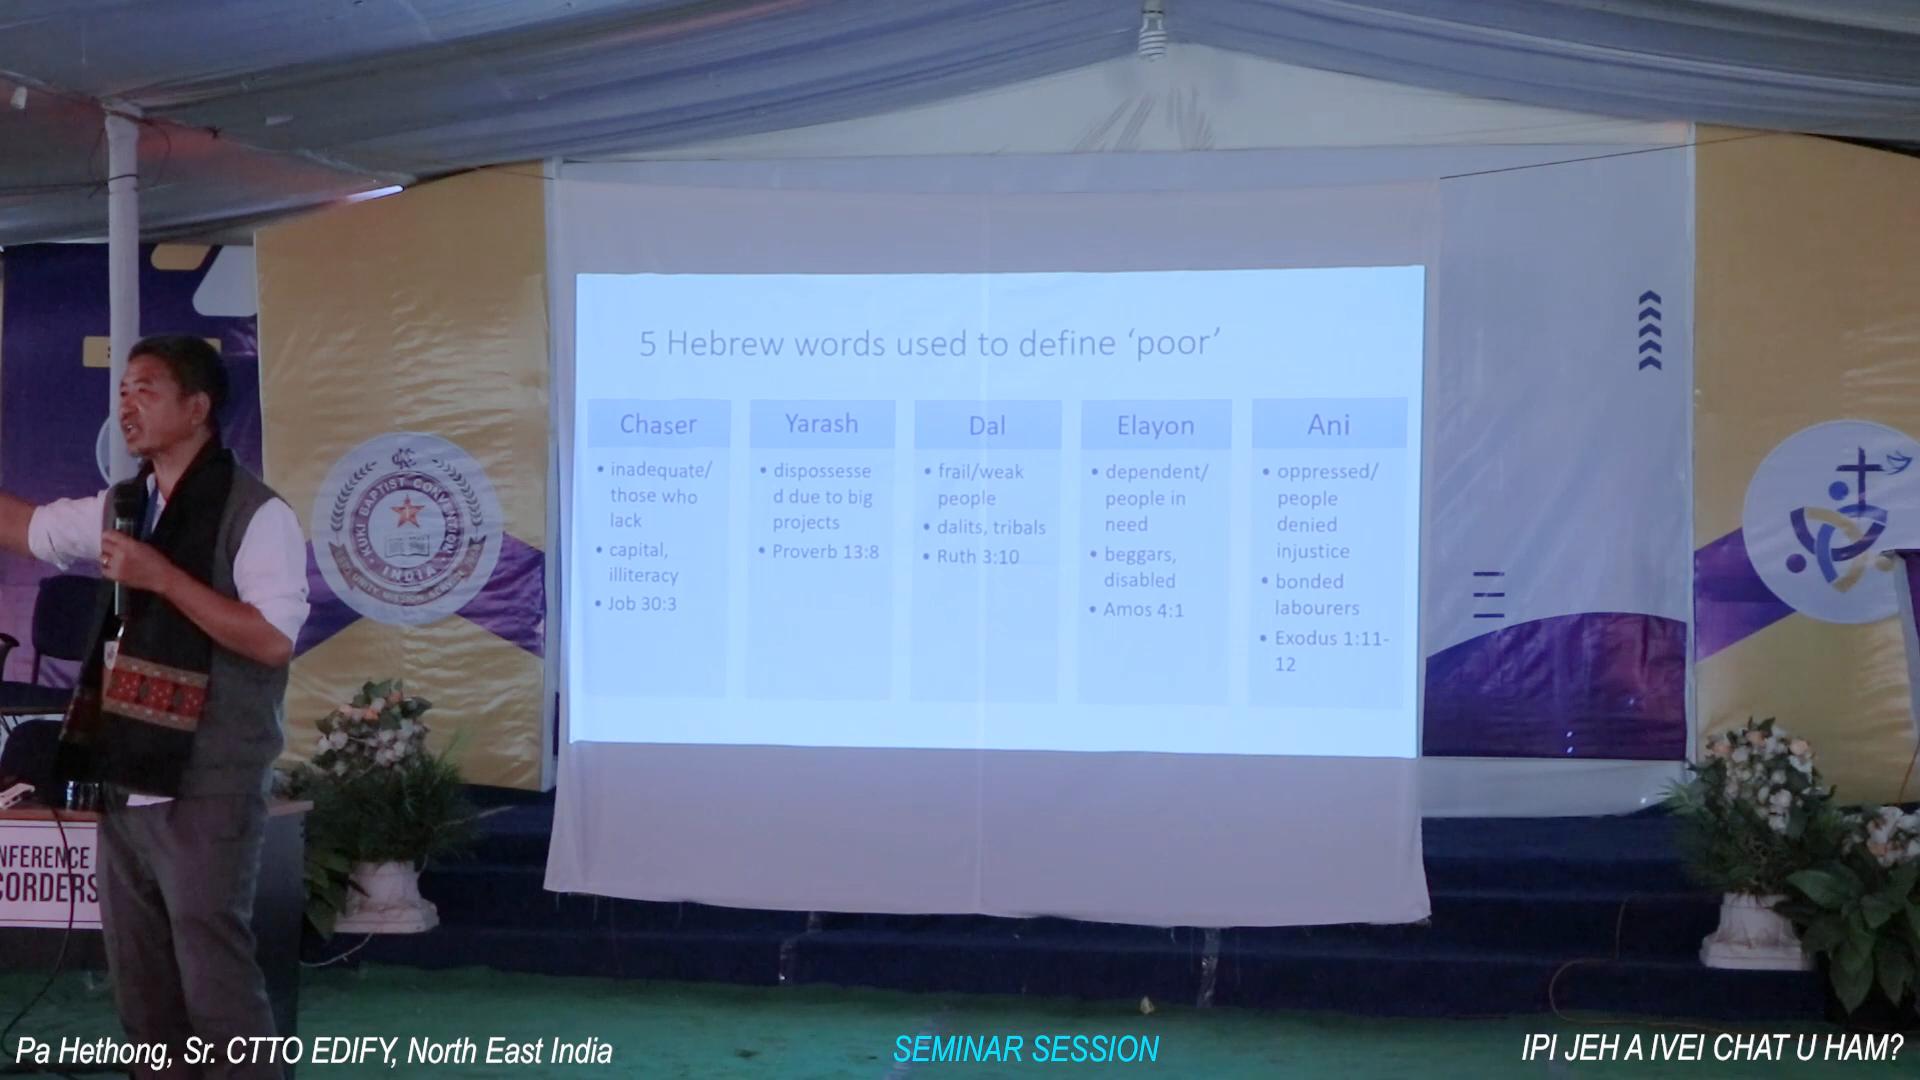 5 Hebrew words used to define ‘poor’
Chaser
• inadequate/
those who
lack
• capital,
illiteracy
• Job 30:3
Yarash
• dispossesse
d due to big
projects
• Proverb 13:8
Dal
• frail/weak
people
• dalits, tribals
• Ruth 3:10
Elayon
• dependent/
people in
need
• beggars,
disabled
• Amos 4:1
Ani
• oppressed/
people
denied
injustice
• bonded
labourers
• Exodus 1:11-
12
KUKI BAPTIST CONVENTION
INDIA
NFERENCE
CORDERS
Pa Hethong, Sr. CTTO EDIFY, North East India
SEMINAR SESSION
IPI JEH A IVEI CHAT U HAM?